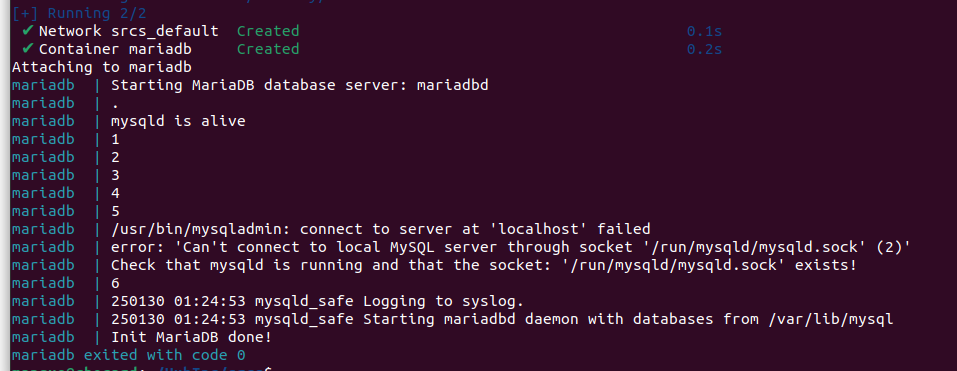 [+] Running 2/2
✔ Network srcs_default Created 0.1s
✔ Container mariadb Created 0.2s
Attaching to mariadb
mariadb | Starting MariaDB database server: mariadbd
mariadb | .
mariadb | mysqld is alive
mariadb | 1
mariadb | 2
mariadb | 3
mariadb | 4
mariadb | 5
mariadb | /usr/bin/mysqladmin: connect to server at 'localhost' failed
mariadb | error: 'Can't connect to local MySQL server through socket '/run/mysqld/mysqld.sock' (2)'
mariadb | Check that mysqld is running and that the socket: '/run/mysqld/mysqld.sock' exists!
mariadb | 6
mariadb | 250130 01:24:53 mysqld_safe Logging to syslog.
mariadb | 250130 01:24:53 mysqld_safe Starting mariadbd daemon with databases from /var/lib/mysql
mariadb | Init MariaDB done!
mariadb exited with code 0